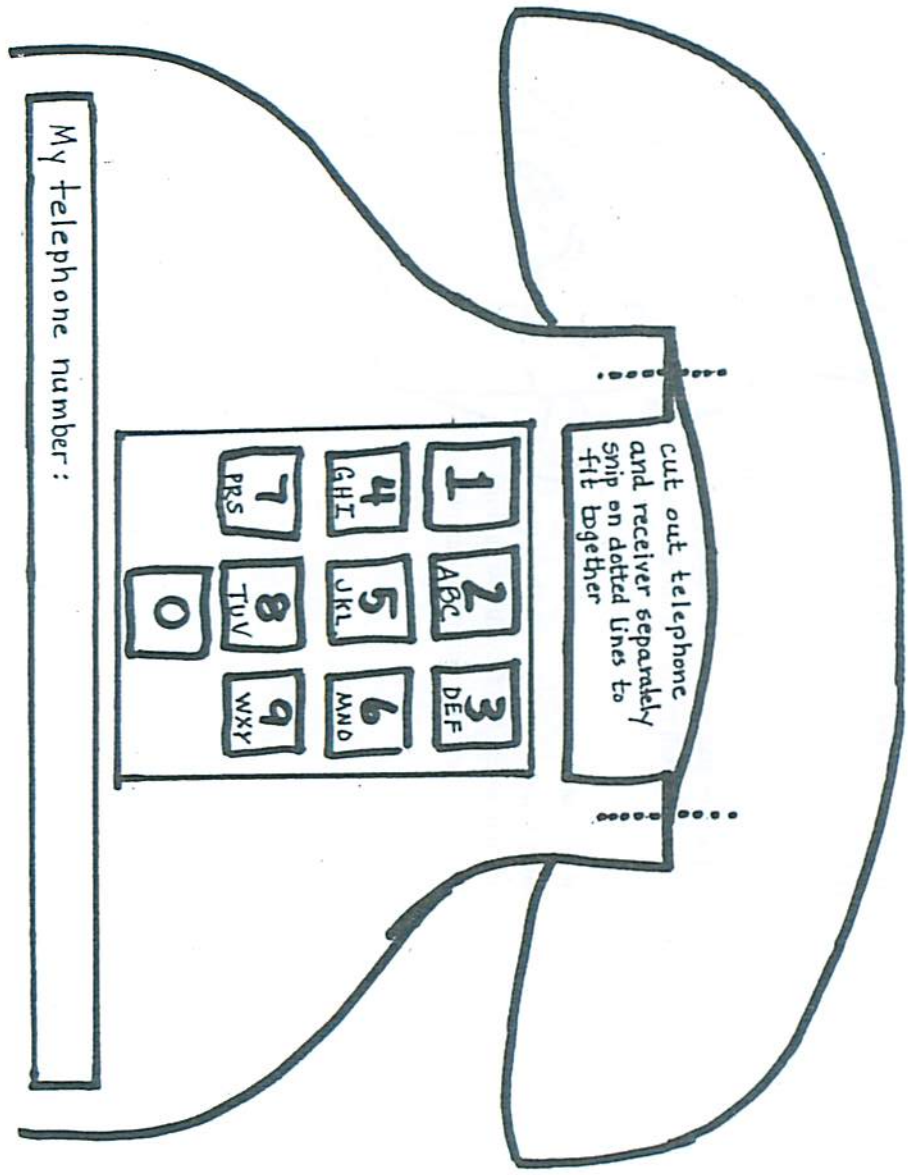 cut out telephone
and receiver separately
snip on dotted lines to
fit together
1
2
ABC
3
DEF
4
GHI
5
JKL
6
MNO
7
PRS
8
TUV
9
WXY
0
My telephone number: